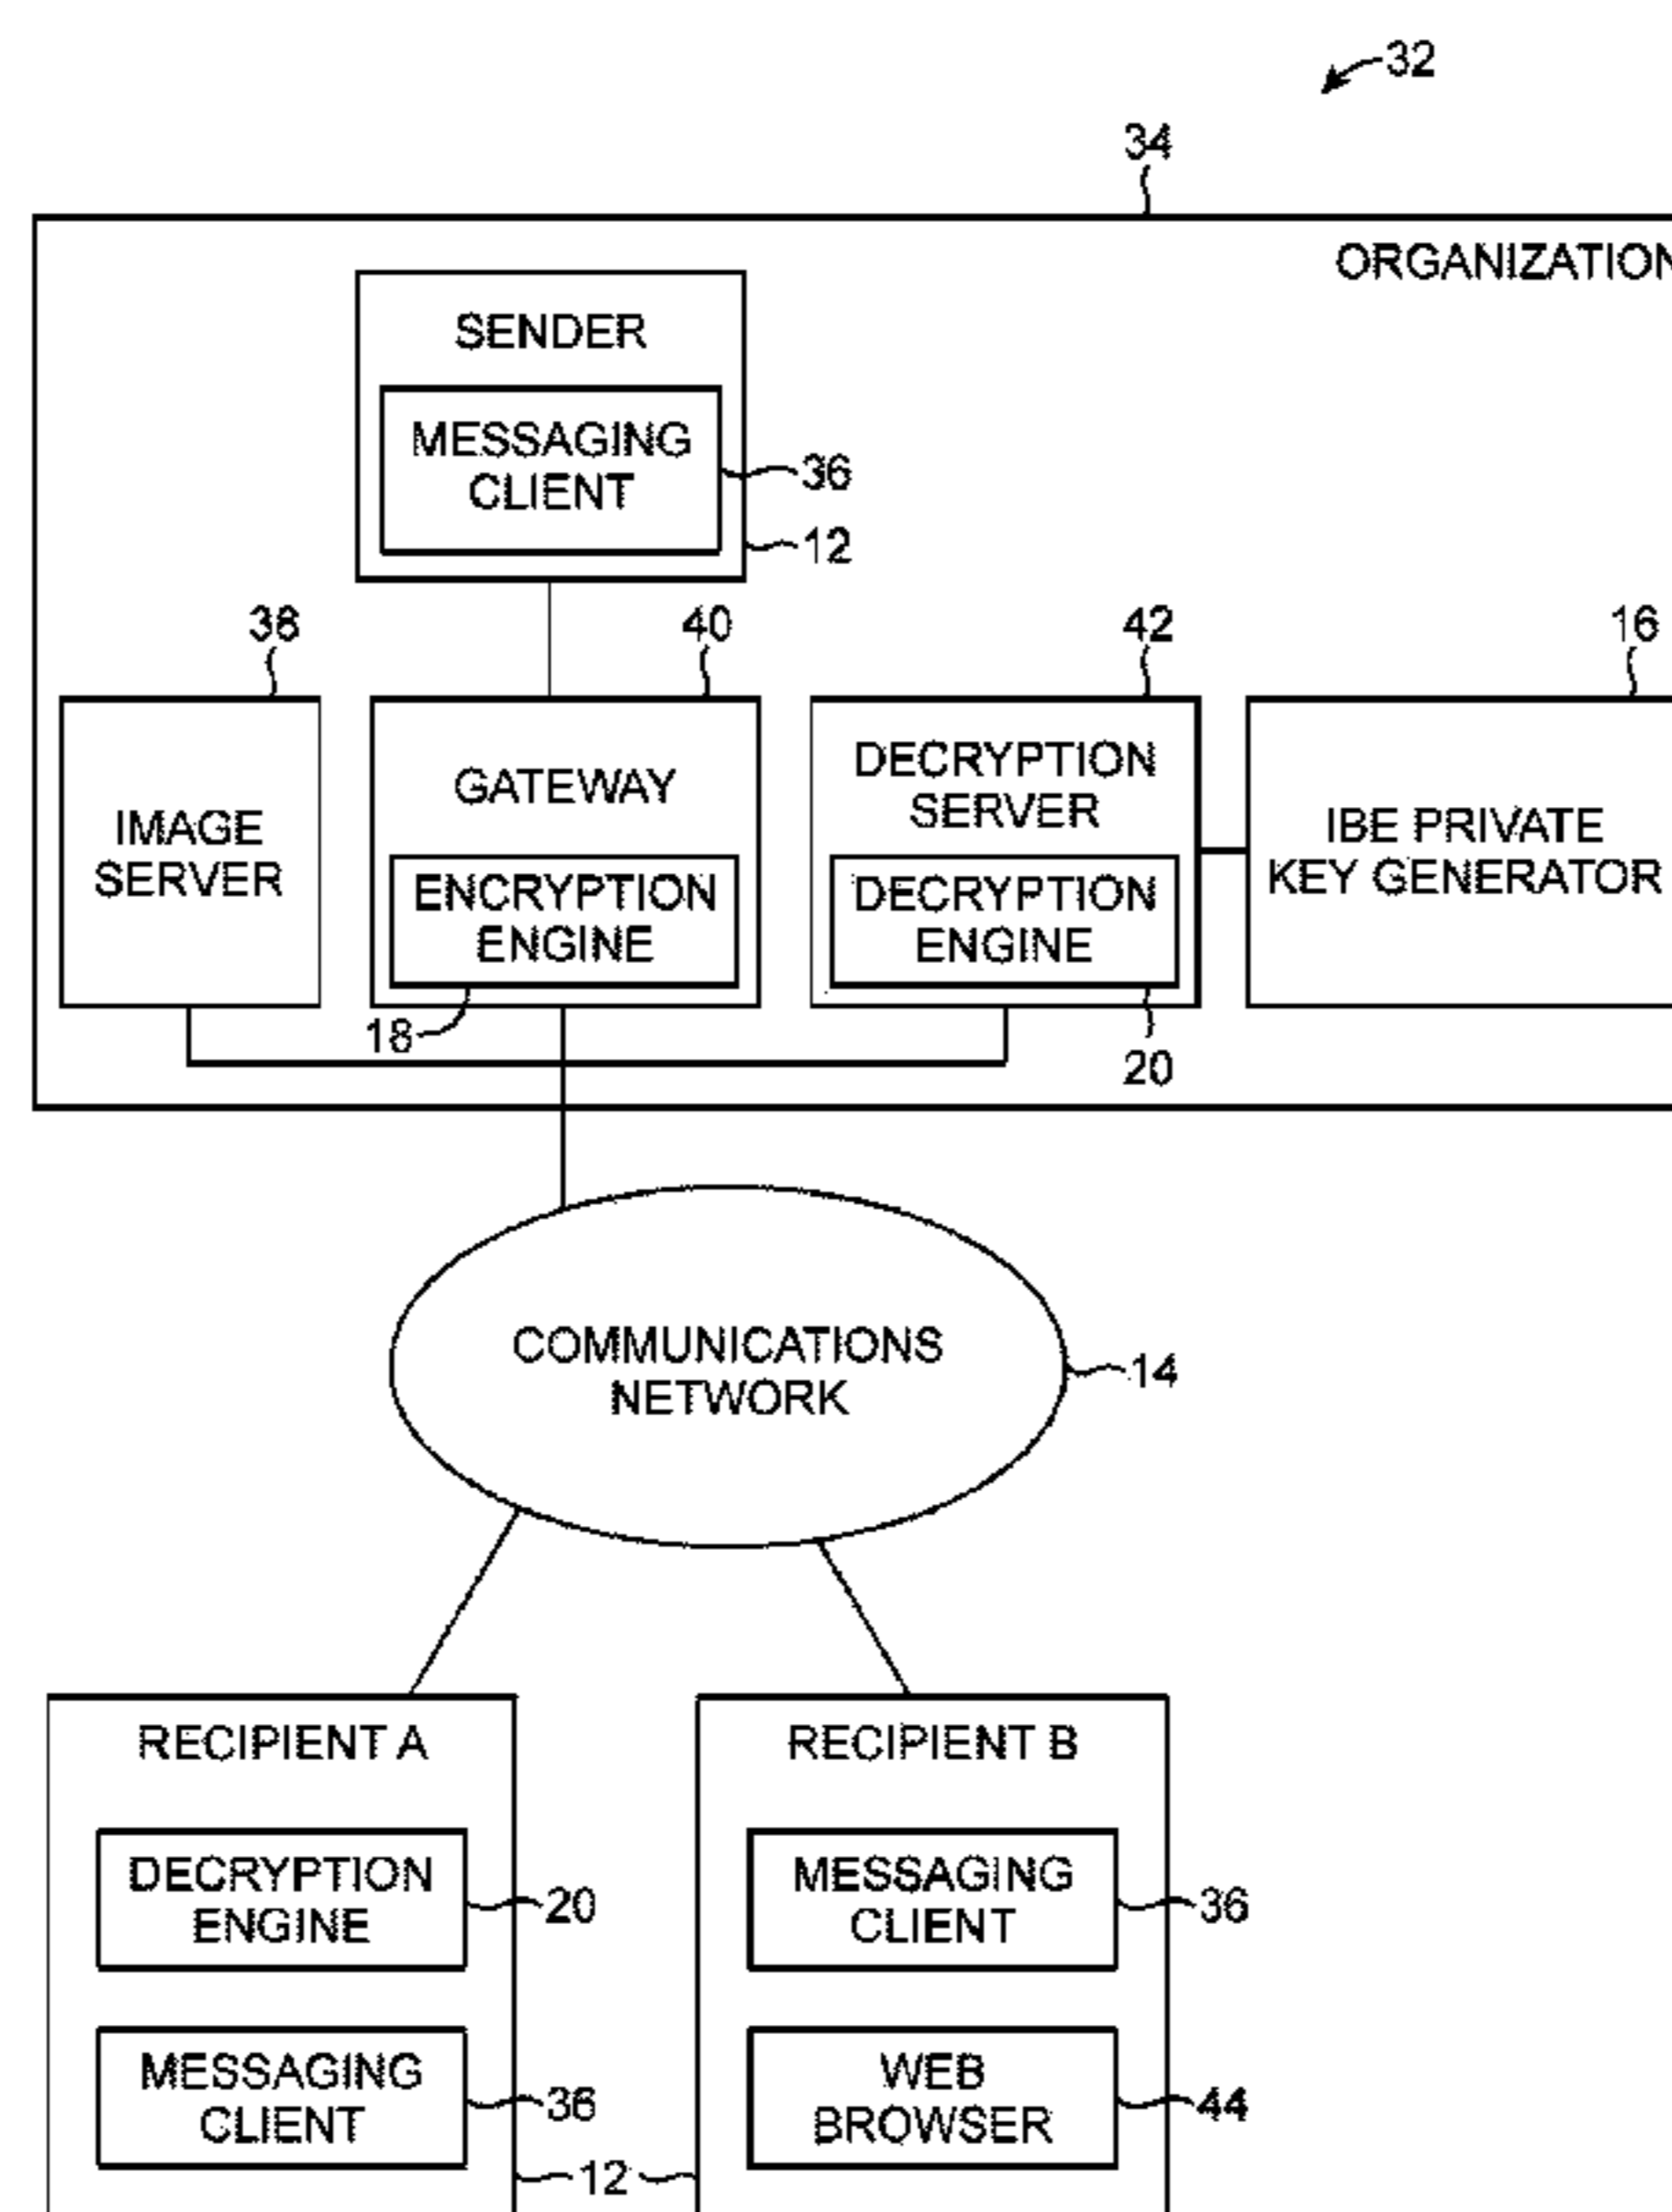 32
34
ORGANIZATION
SENDER
MESSAGING
CLIENT
36
12
38
40
42
16
IMAGE
SERVER
GATEWAY
ENCRYPTION
ENGINE
18
DECRYPTION
SERVER
DECRYPTION
ENGINE
20
IBE PRIVATE
KEY GENERATOR
COMMUNICATIONS
NETWORK
14
RECIPIENT A
DECRYPTION
ENGINE
20
MESSAGING
CLIENT
36
12
RECIPIENT B
MESSAGING
CLIENT
36
WEB
BROWSER
44